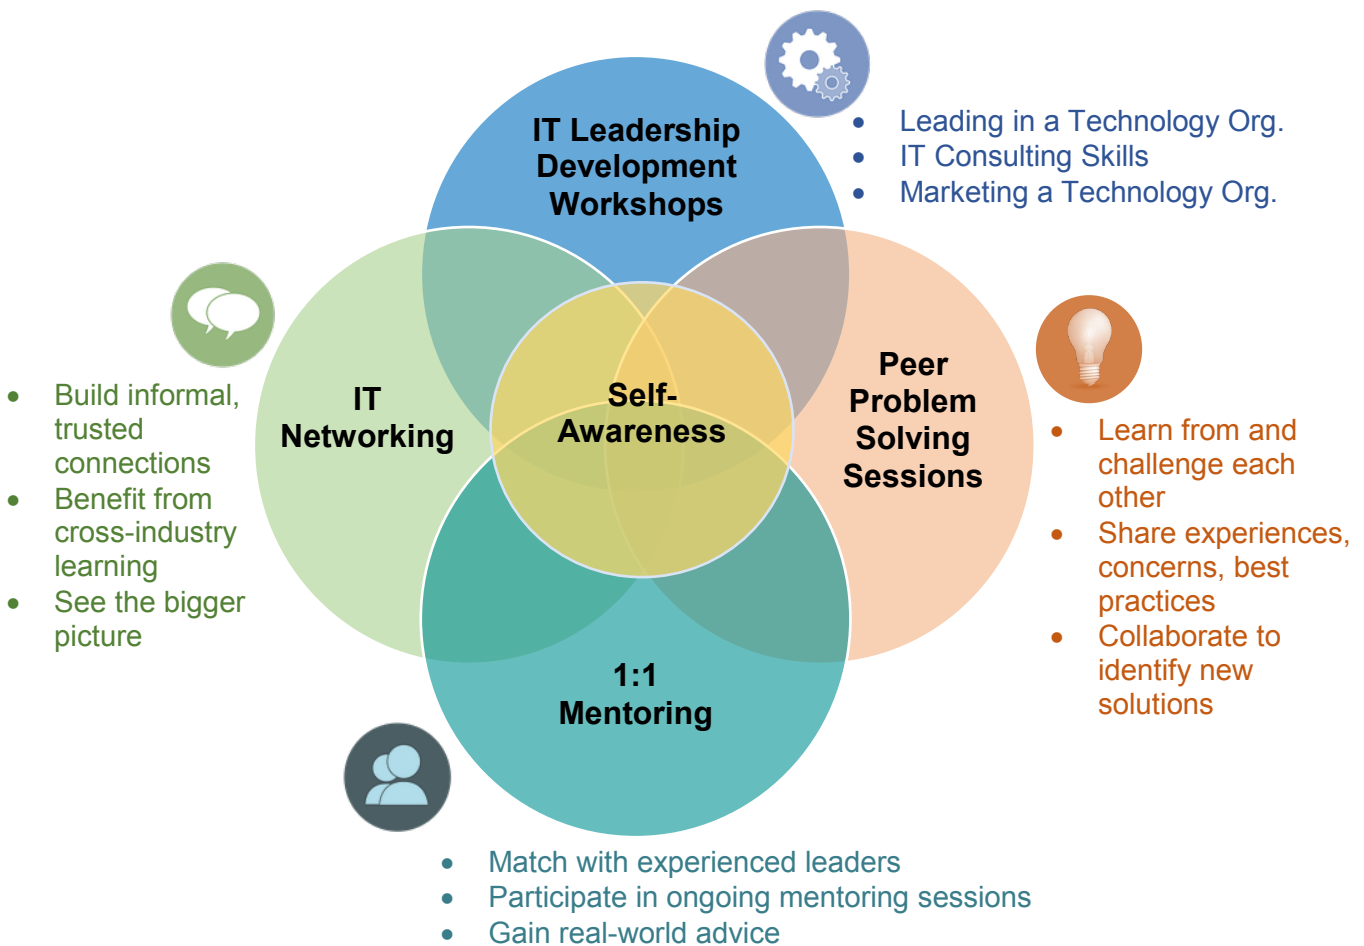 IT Leadership
Development
Workshops
• Leading in a Technology Org.
• IT Consulting Skills
• Marketing a Technology Org.
IT
Networking
• Build informal,
trusted
connections
• Benefit from
cross-industry
learning
• See the bigger
picture
Self-
Awareness
Peer
Problem
Solving
Sessions
• Learn from and
challenge each
other
• Share experiences,
concerns, best
practices
• Collaborate to
identify new
solutions
1:1
Mentoring
• Match with experienced leaders
• Participate in ongoing mentoring sessions
• Gain real-world advice